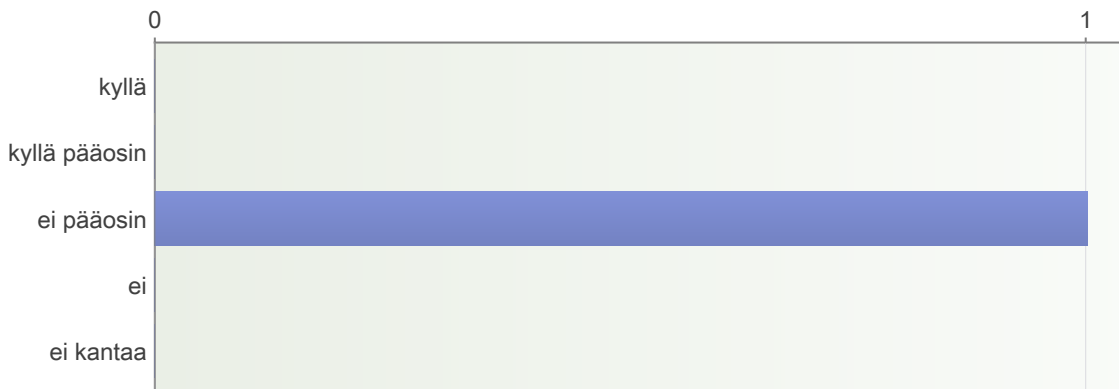 0 1
kyllä
kyllä pääosin
ei pääosin
ei
ei kantaa